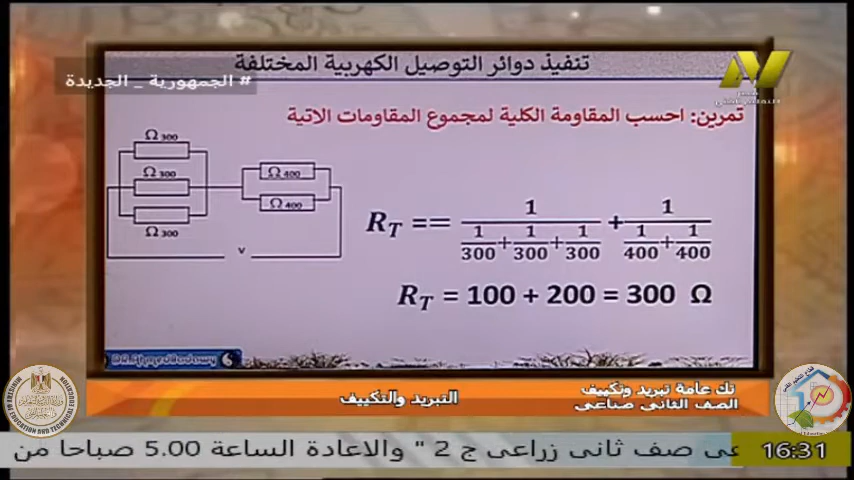 تنفيذ دوائر التوصيل الكهربية المختلفة
# الجمهورية _ الجديدة
تمرين: احسب المقاومة الكلية لمجموع المقاومات الاتية
Ω 300
Ω 300
Ω 300
Ω 400
Ω 400
v
R_T == 1/(1/300+1/300+1/300) + 1/(1/400+1/400)
R_T = 100 + 200 = 300 Ω
DR.Ahmed Badawy
تك عامة تبريد وتكييف
الصف الثانى صناعى
التبريد والتكييف
صف ثانى زراعى ج 2 " والاعادة الساعة 5.00 صباحا من
16:31